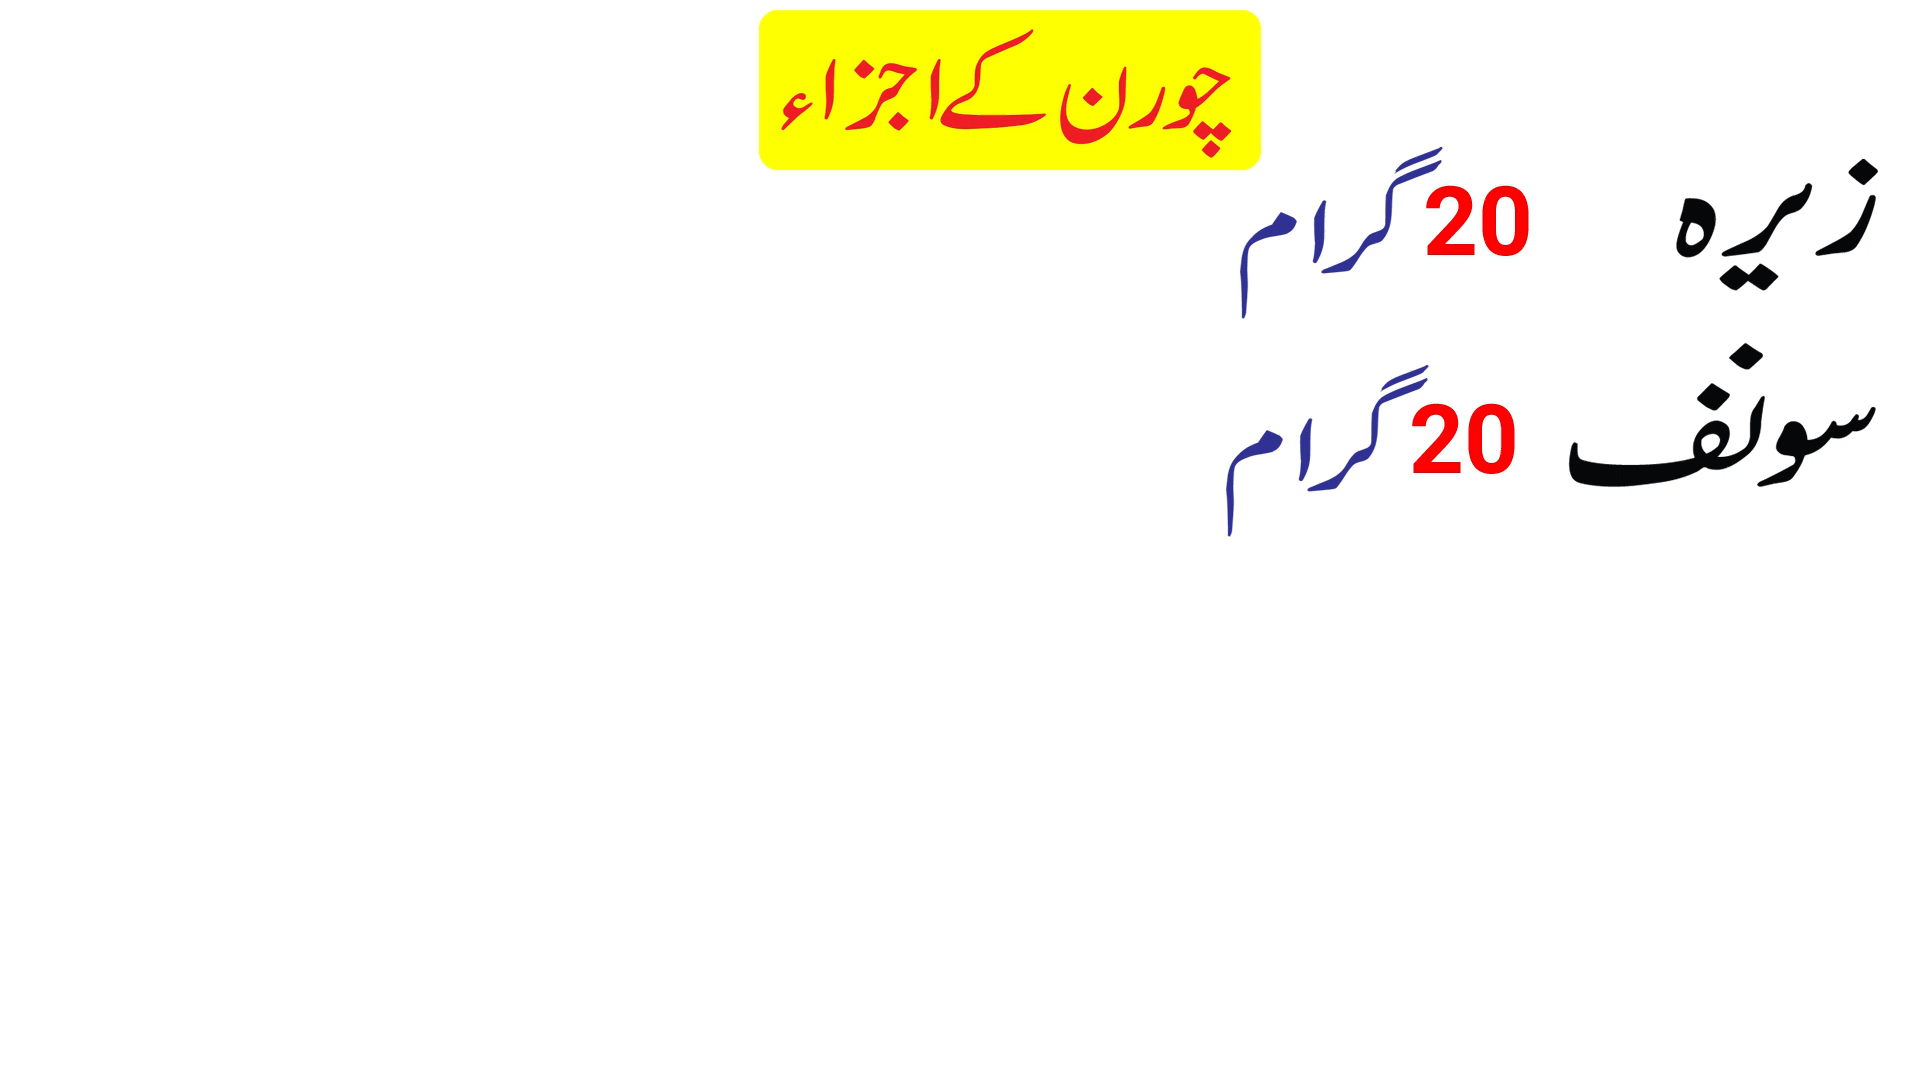 چورن کے اجزاء
زیرہ 20 گرام
سونف 20 گرام